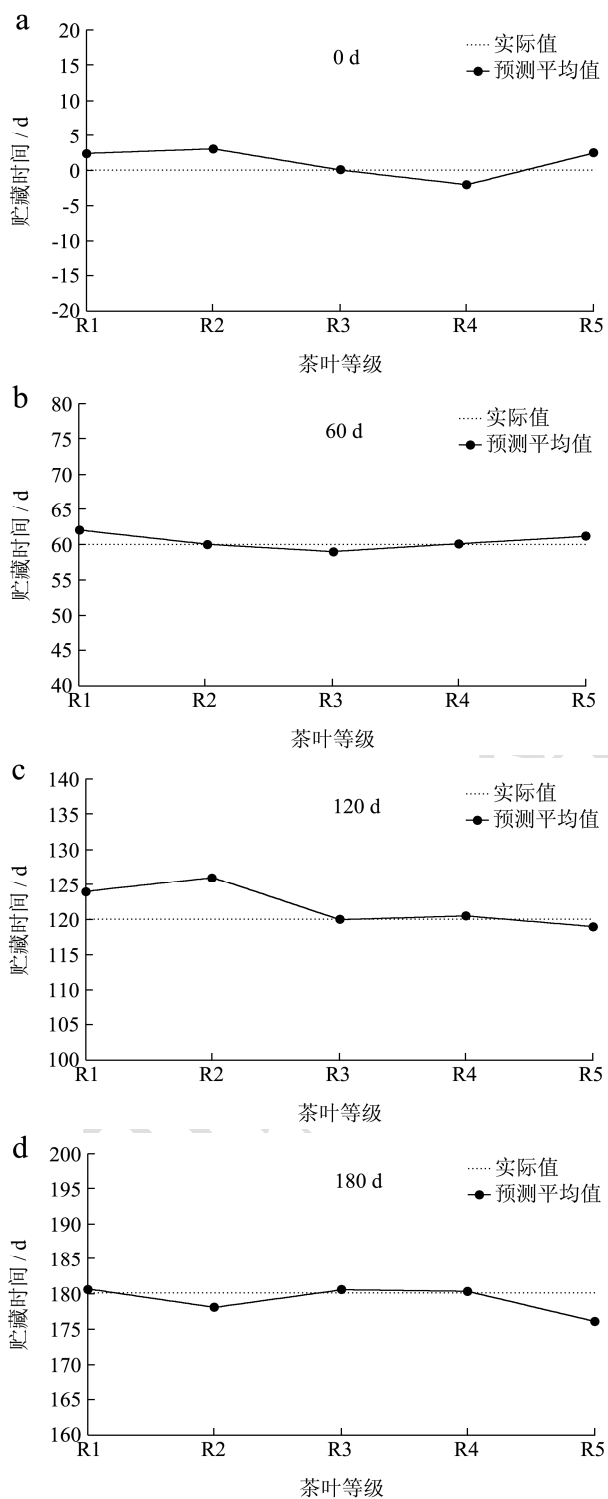 a
20
15
10
5
0
-5
-10
-15
-20
贮藏时间 / d
0 d
实际值
预测平均值
R1 R2 R3 R4 R5
茶叶等级
b
80
75
70
65
60
55
50
45
40
贮藏时间 / d
60 d
实际值
预测平均值
R1 R2 R3 R4 R5
茶叶等级
c
140
135
130
125
120
115
110
105
100
贮藏时间 / d
120 d
实际值
预测平均值
R1 R2 R3 R4 R5
茶叶等级
d
200
195
190
185
180
175
170
165
160
贮藏时间 / d
180 d
实际值
预测平均值
R1 R2 R3 R4 R5
茶叶等级